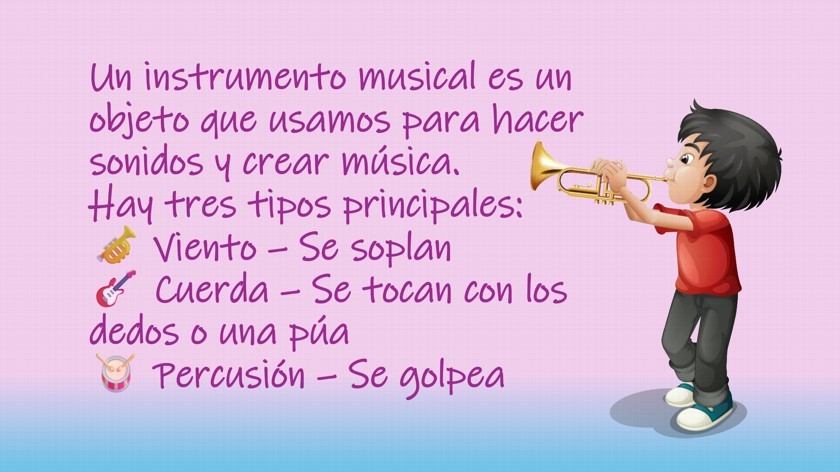 Un instrumento musical es un
objeto que usamos para hacer
sonidos y crear música.
Hay tres tipos principales:
🎺 Viento – Se soplan
🎸 Cuerda – Se tocan con los
dedos o una púa
🥁 Percusión – Se golpea